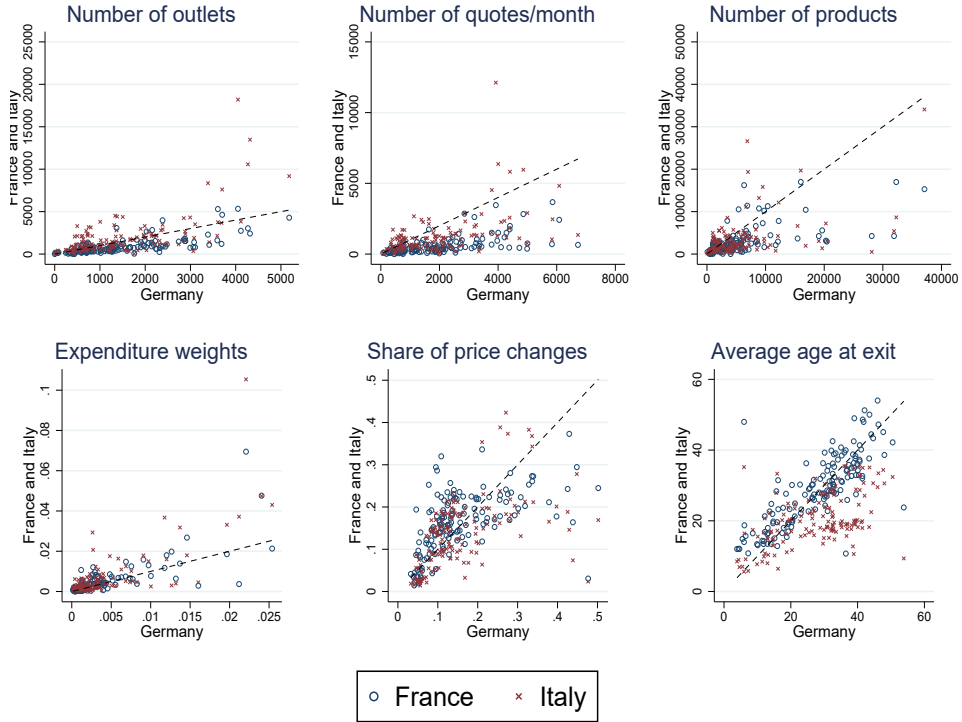 Number of outlets
Number of quotes/month
Number of products
France and Italy
0 5000 10000 15000 20000 25000
0 1000 2000 3000 4000 5000
Germany
France and Italy
0 5000 10000 15000
0 2000 4000 6000 8000
Germany
France and Italy
0 10000 20000 30000 40000 50000
0 10000 20000 30000 40000
Germany
Expenditure weights
Share of price changes
Average age at exit
France and Italy
0 .02 .04 .06 .08 .1
0 .005 .01 .015 .02 .025
Germany
France and Italy
0 .1 .2 .3 .4 .5
0 .1 .2 .3 .4 .5
Germany
France and Italy
0 20 40 60
0 20 40 60
Germany
France Italy